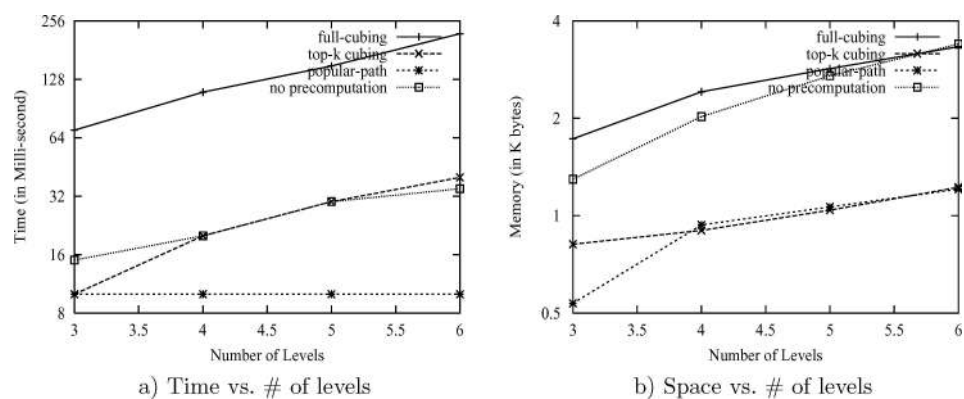 256
128
64
32
16
8
Time (in Milli-second)
full-cubing
top-k cubing
popular-path
no precomputation
3
3.5
4
4.5
5
5.5
6
Number of Levels
a) Time vs. # of levels
4
2
1
0.5
Memory (in K bytes)
full-cubing
top-k cubing
popular-path
no precomputation
3
3.5
4
4.5
5
5.5
6
Number of Levels
b) Space vs. # of levels